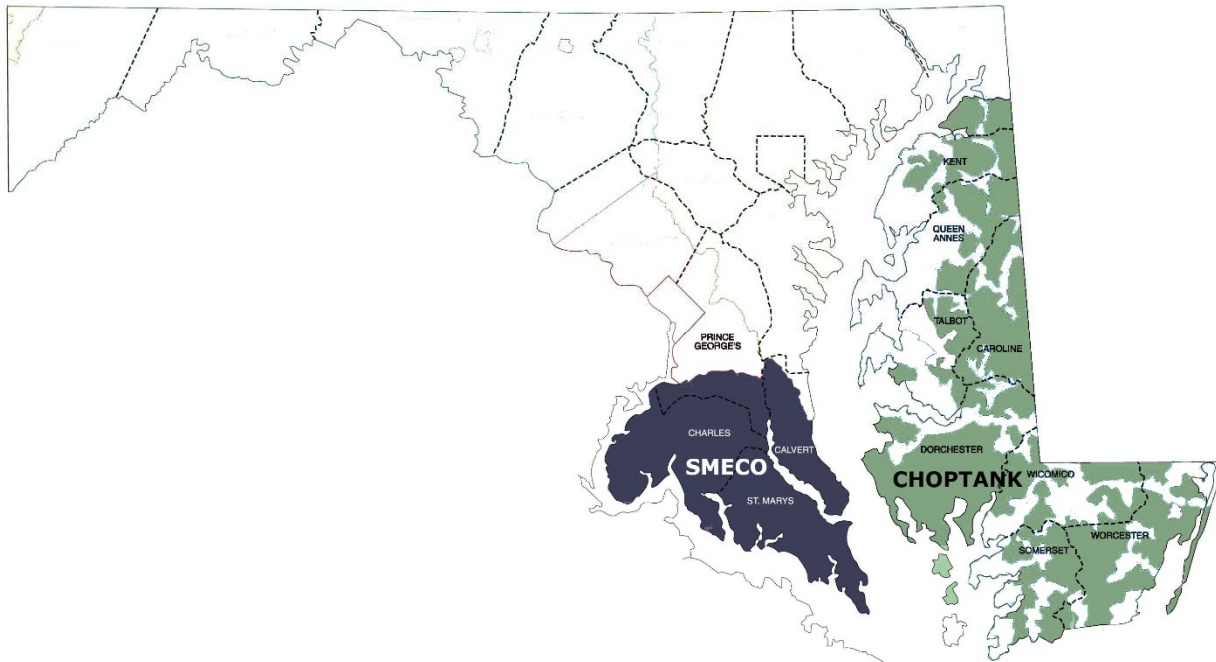 KENT
QUEEN
ANNES
TALBOT
PRINCE
GEORGE'S
CAROLINE
CHARLES
CALVERT
DORCHESTER
SMECO
CHOPTANK
WICOMICO
ST. MARYS
WORCESTER
SOMERSET